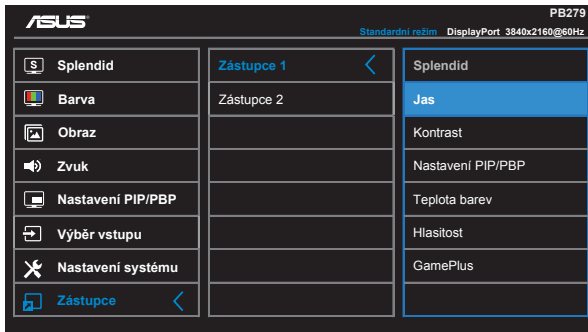 ASUS
PB279
Standardní režim DisplayPort 3840x2160@60Hz
S Splendid
Barva
Obraz
Zvuk
Nastavení PIP/PBP
Výběr vstupu
Nastavení systému
Zástupce
Zástupce 1
Zástupce 2
Splendid
Jas
Kontrast
Nastavení PIP/PBP
Teplota barev
Hlasitost
GamePlus